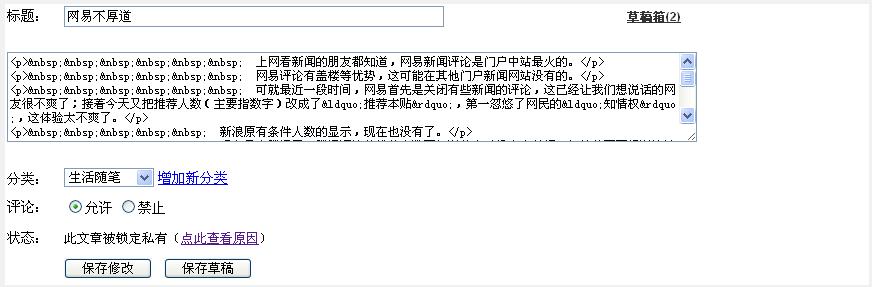 标题: 网易不厚道 草稿箱(2)
<p>&nbsp;&nbsp;&nbsp;&nbsp;&nbsp; 上网看新闻的朋友都知道，网易新闻评论是门户中站最火的。</p>
<p>&nbsp;&nbsp;&nbsp;&nbsp;&nbsp; 网易评论有盖楼等优势，这可能在其他门户新闻网站没有的。</p>
<p>&nbsp;&nbsp;&nbsp;&nbsp;&nbsp; 可就最近一段时间，网易首先是关闭有些新闻的评论，这已经让我们想说话的网
友很不爽了；接着今天又把推荐人数（主要指数字）改成了&ldquo;推荐本贴&rdquo;，第一忽悠了网民的&ldquo;知情权&rdquo
;，这体验太不爽了。</p>
<p>&nbsp;&nbsp;&nbsp;&nbsp; 新浪原有条件人数的显示，现在也没有了。</p>
分类： 生活随笔 增加新分类
评论： 允许 禁止
状态： 此文章被锁定私有（点此查看原因）
保存修改 保存草稿